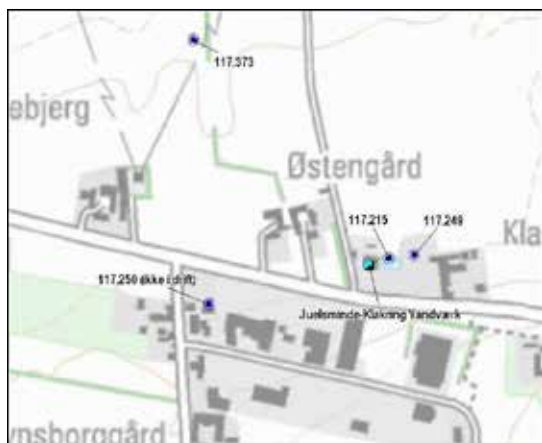 117.373
ebjerg
Østengård
117.215
117.249
Kla
117.250 (ikke i drift)
Juelsminde-Klakring Vandværk
ynsborggård